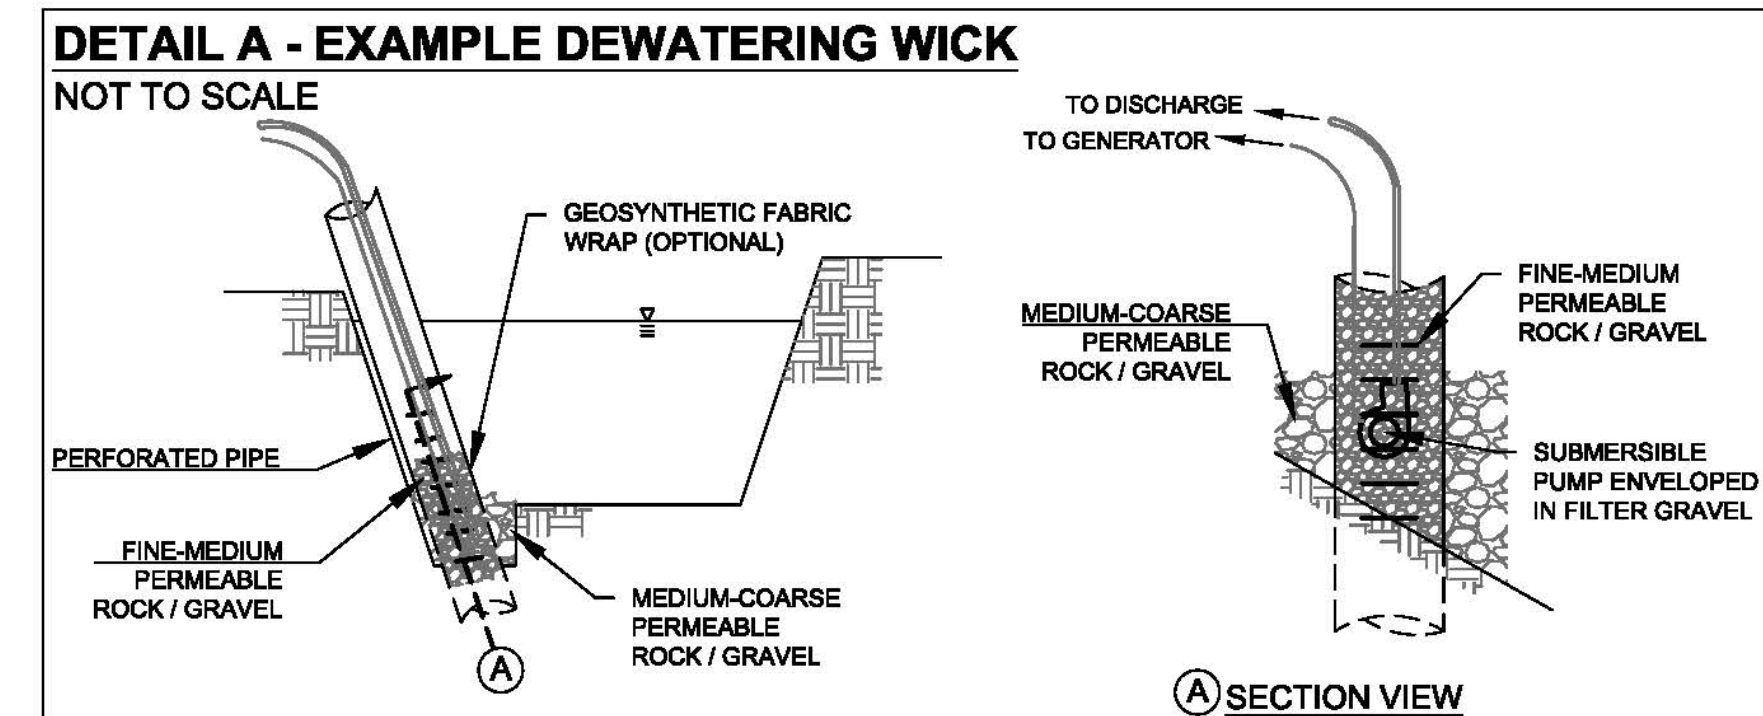 DETAIL A - EXAMPLE DEWATERING WICK
NOT TO SCALE
GEOSYNTHETIC FABRIC
WRAP (OPTIONAL)
PERFORATED PIPE
FINE-MEDIUM
PERMEABLE
ROCK / GRAVEL
MEDIUM-COARSE
PERMEABLE
ROCK / GRAVEL
A
TO DISCHARGE
TO GENERATOR
MEDIUM-COARSE
PERMEABLE
ROCK / GRAVEL
FINE-MEDIUM
PERMEABLE
ROCK / GRAVEL
SUBMERSIBLE
PUMP ENVELOPED
IN FILTER GRAVEL
A SECTION VIEW